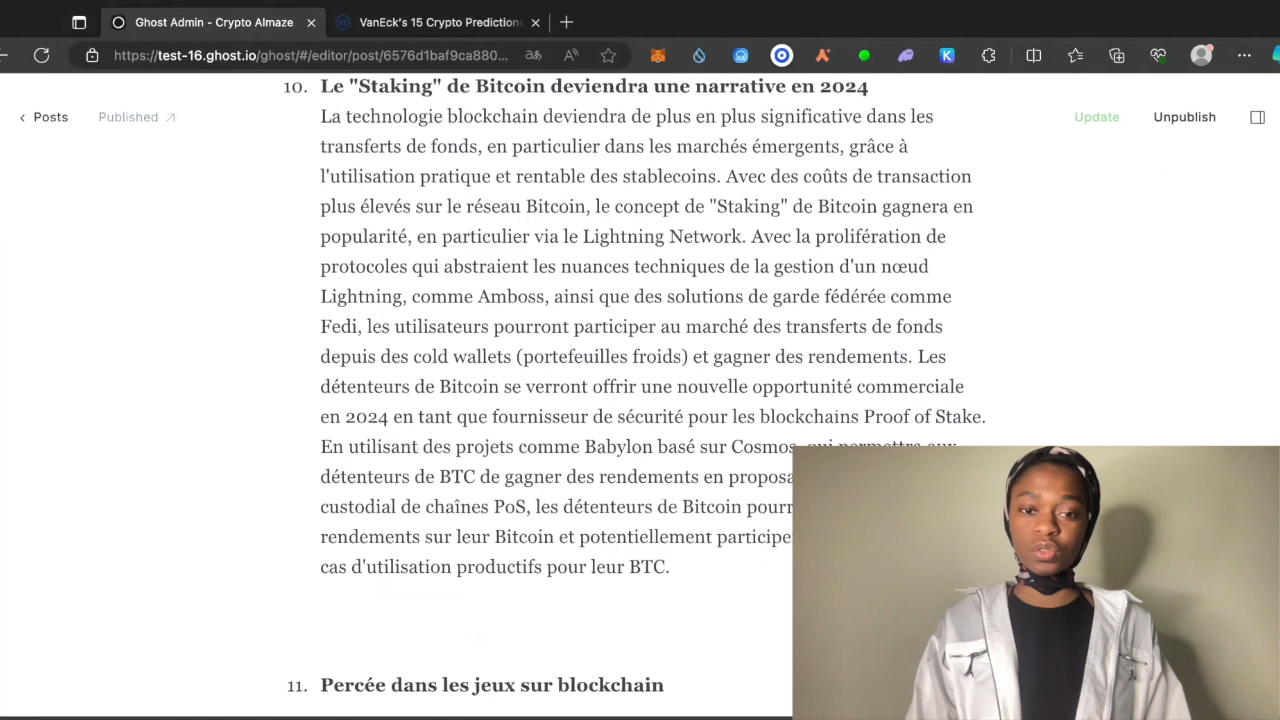 Ghost Admin - Crypto Almaze
VanEck's 15 Crypto Predictions
https://test-16.ghost.io/ghost/#/editor/post/6576d1baf9ca880...
Posts
Published
Update
Unpublish
10. Le "Staking" de Bitcoin deviendra une narrative en 2024
La technologie blockchain deviendra de plus en plus significative dans les
transferts de fonds, en particulier dans les marchés émergents, grâce à
l'utilisation pratique et rentable des stablecoins. Avec des coûts de transaction
plus élevés sur le réseau Bitcoin, le concept de "Staking" de Bitcoin gagnera en
popularité, en particulier via le Lightning Network. Avec la prolifération de
protocoles qui abstraient les nuances techniques de la gestion d'un nœud
Lightning, comme Amboss, ainsi que des solutions de garde fédérée comme
Fedi, les utilisateurs pourront participer au marché des transferts de fonds
depuis des cold wallets (portefeuilles froids) et gagner des rendements. Les
détenteurs de Bitcoin se verront offrir une nouvelle opportunité commerciale
en 2024 en tant que fournisseur de sécurité pour les blockchains Proof of Stake.
En utilisant des projets comme Babylon basé sur Cosmos, qui permettra aux
détenteurs de BTC de gagner des rendements en proposa
custodial de chaînes PoS, les détenteurs de Bitcoin pourr
rendements sur leur Bitcoin et potentiellement participe
cas d'utilisation productifs pour leur BTC.
11. Percée dans les jeux sur blockchain